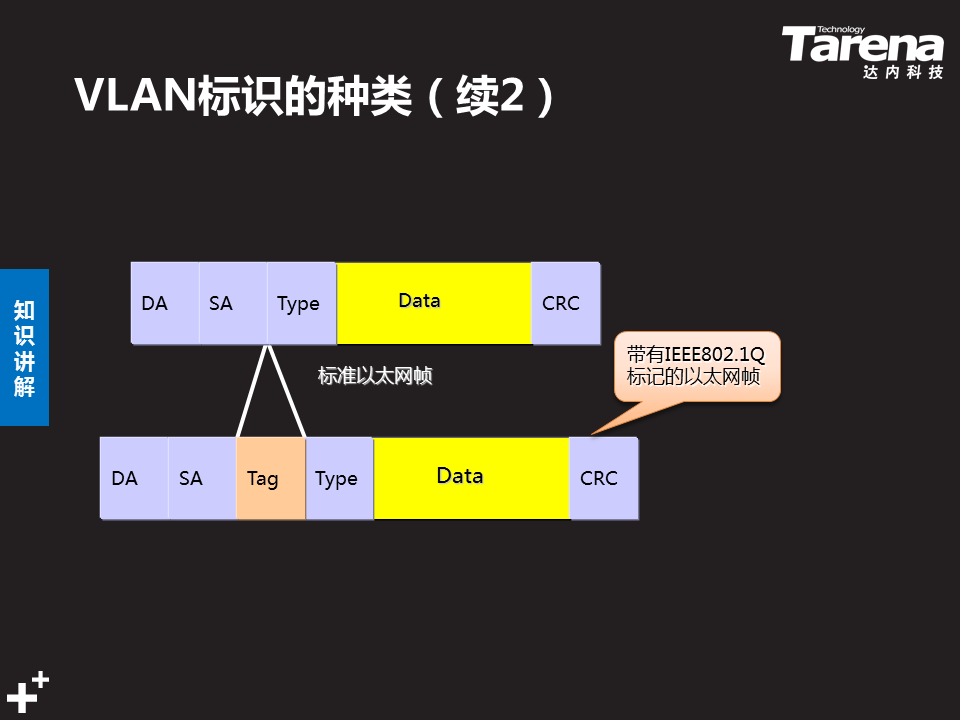 Technology
Tarena
达内科技
VLAN标识的种类（续2）
知
识
讲
解
DA SA Type Data CRC
标准以太网帧
带有IEEE802.1Q
标记的以太网帧
DA SA Tag Type Data CRC